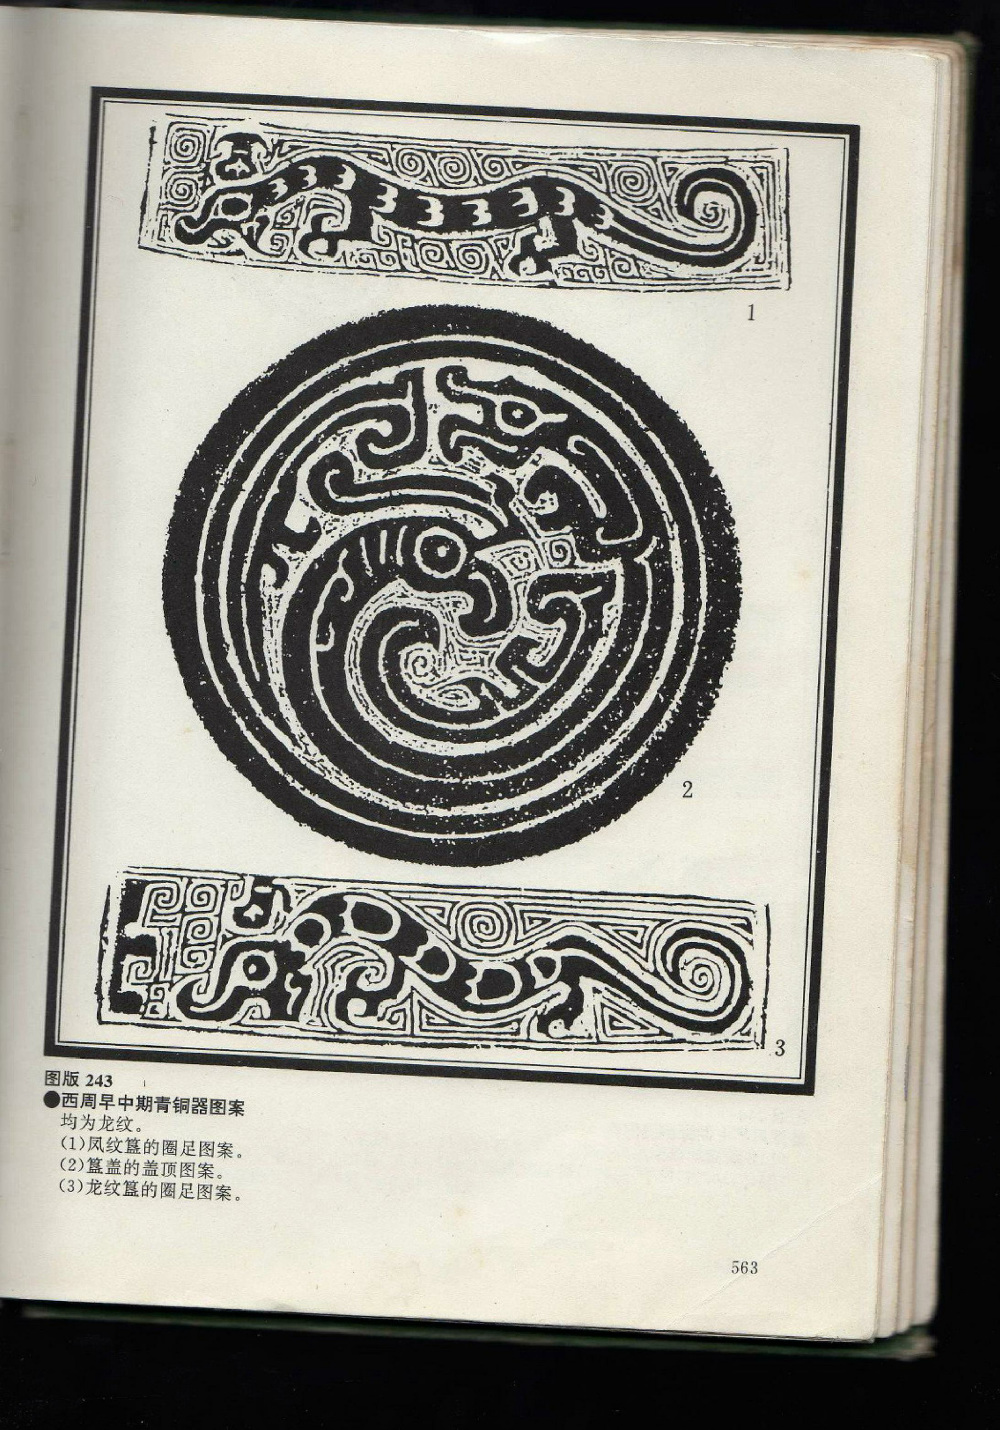 1
2
3
图版 243
●西周早中期青铜器图案
均为龙纹。
(1)凤纹簋的圈足图案。
(2)簋盖的盖顶图案。
(3)龙纹簋的圈足图案。
563